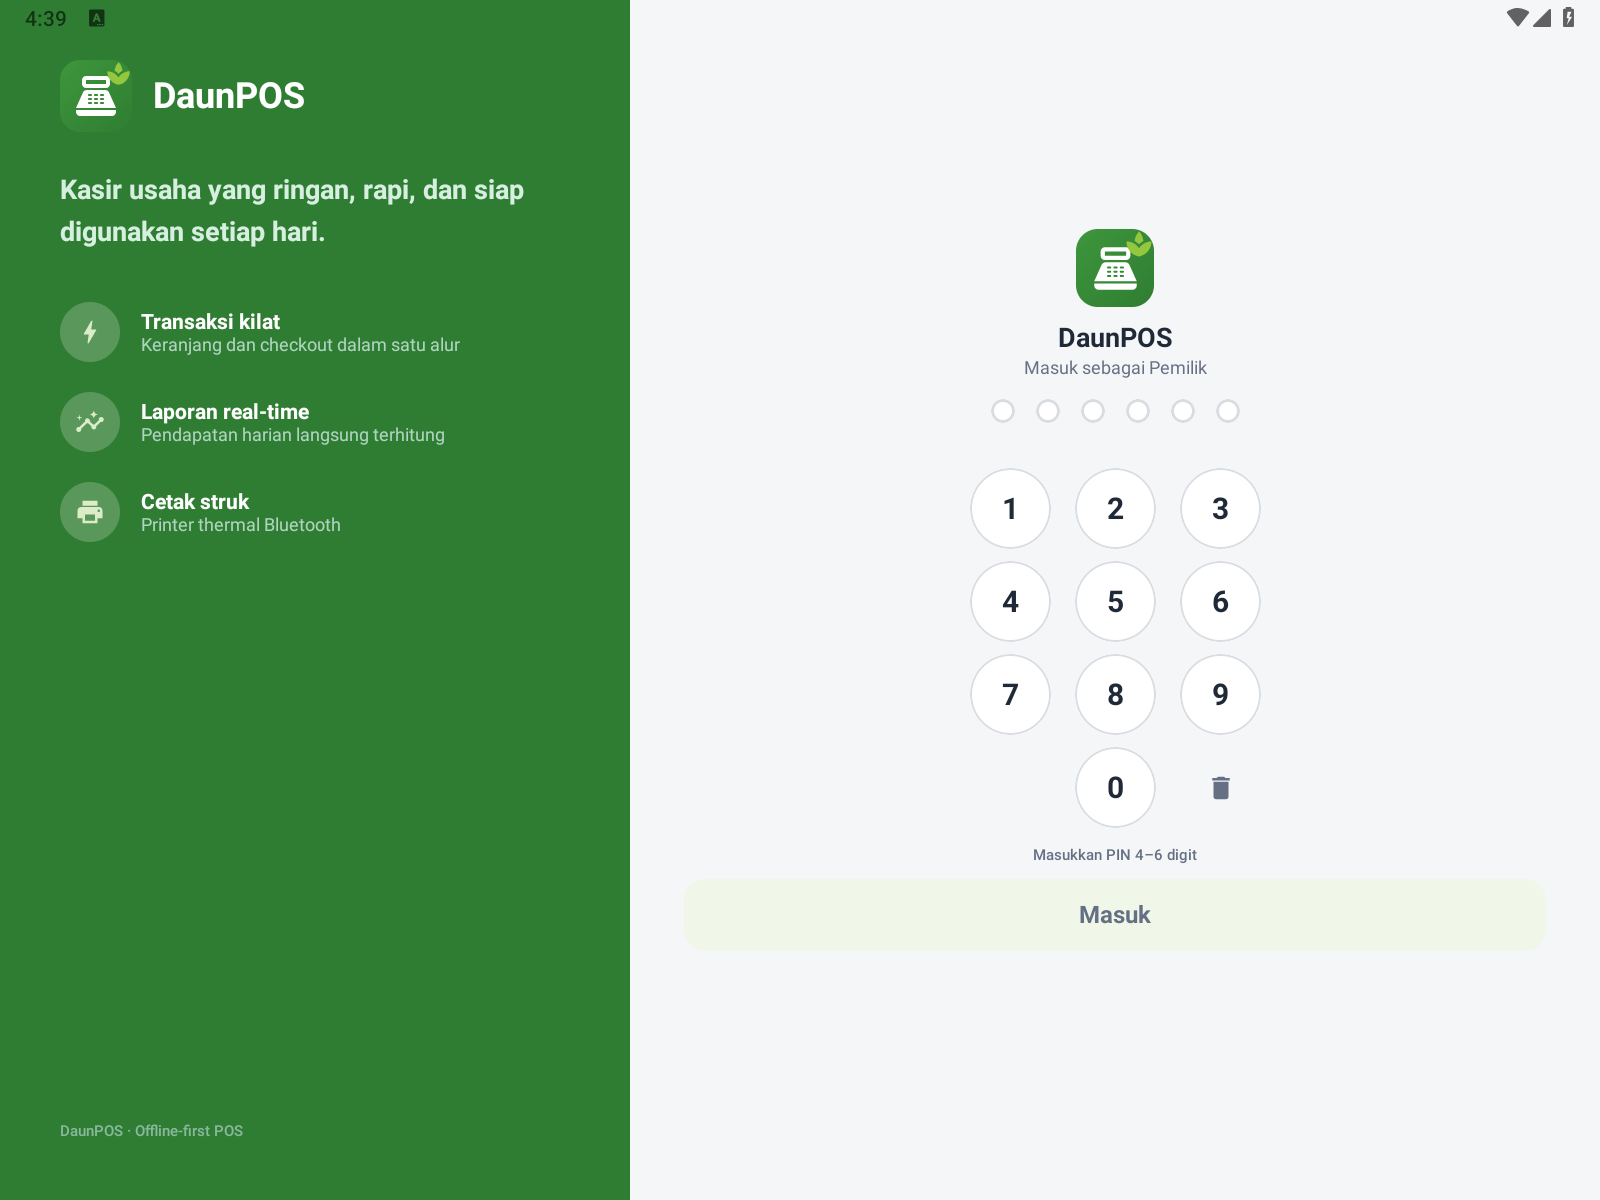 4:39
DaunPOS
Kasir usaha yang ringan, rapi, dan siap
digunakan setiap hari.
Transaksi kilat
Keranjang dan checkout dalam satu alur
Laporan real-time
Pendapatan harian langsung terhitung
Cetak struk
Printer thermal Bluetooth
DaunPOS · Offline-first POS
DaunPOS
Masuk sebagai Pemilik
1 2 3
4 5 6
7 8 9
0
Masukkan PIN 4–6 digit
Masuk